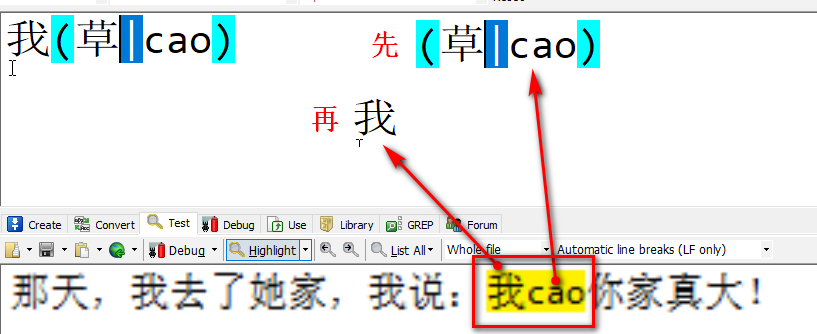 我(草|cao)
先 (草|cao)
再 我
Create Convert Test Debug Use Library GREP Forum
Debug Highlight List All Whole file Automatic line breaks (LF only)
那天，我去了她家，我说：我cao你家真大！